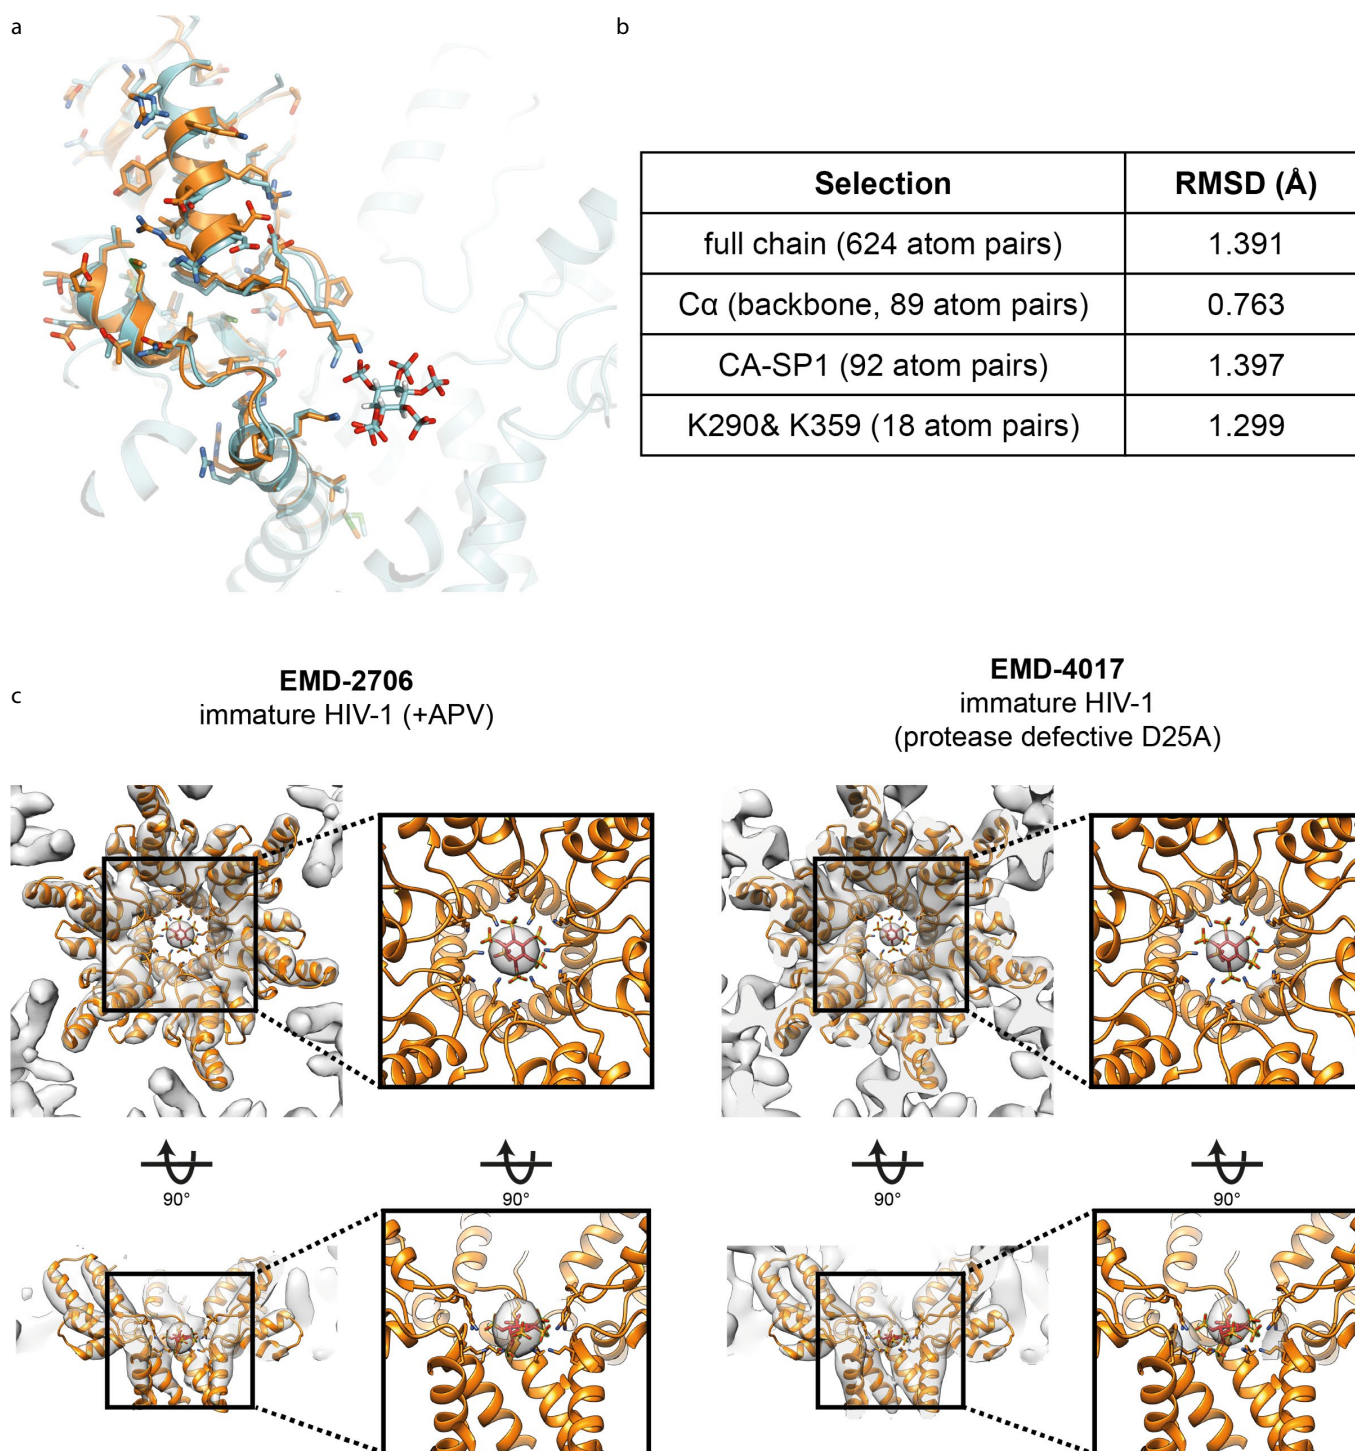 a
b
Selection RMSD (Å)
full chain (624 atom pairs) 1.391
Cα (backbone, 89 atom pairs) 0.763
CA-SP1 (92 atom pairs) 1.397
K290& K359 (18 atom pairs) 1.299
c
EMD-2706
immature HIV-1 (+APV)
EMD-4017
immature HIV-1
(protease defective D25A)
90° 90° 90° 90°